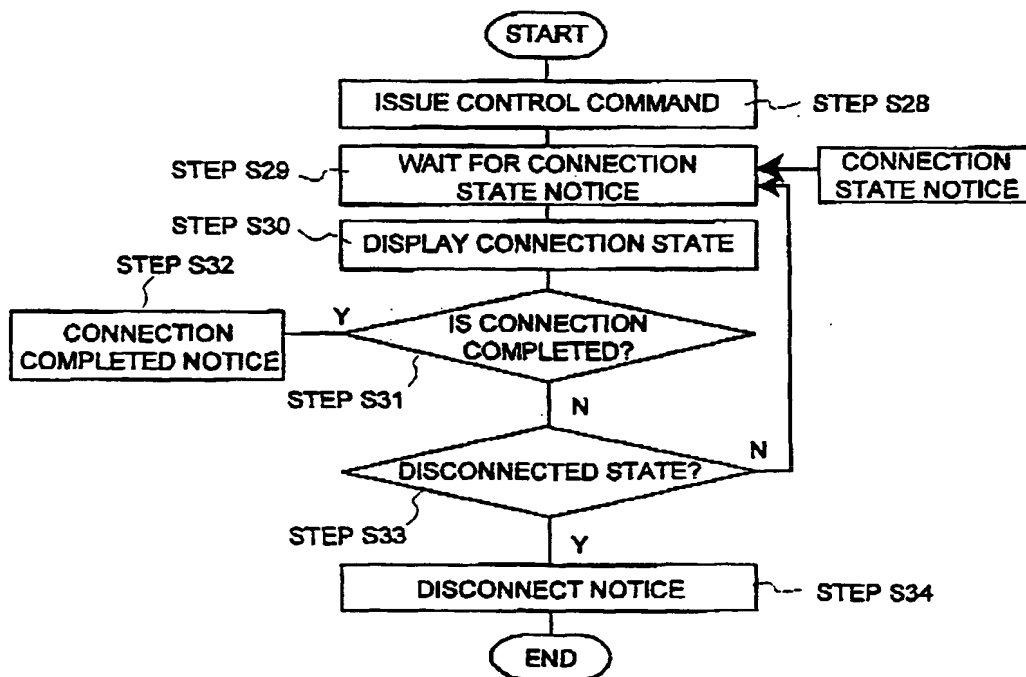 START
ISSUE CONTROL COMMAND
STEP S28
STEP S29
WAIT FOR CONNECTION
STATE NOTICE
CONNECTION
STATE NOTICE
STEP S30
DISPLAY CONNECTION STATE
STEP S32
CONNECTION
COMPLETED NOTICE
Y
IS CONNECTION
COMPLETED?
STEP S31
N
DISCONNECTED STATE?
N
STEP S33
Y
DISCONNECT NOTICE
STEP S34
END